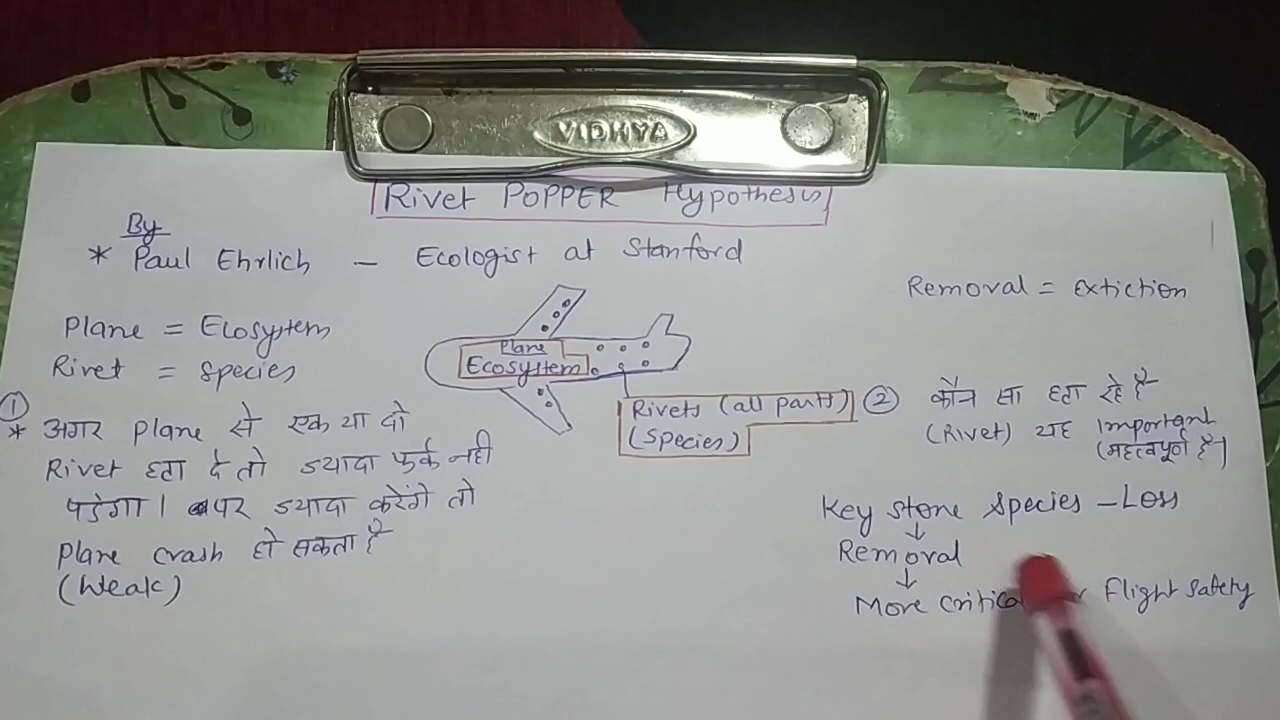 VIDHYA
Rivet POPPER Hypothesis
By
* Paul Ehrlich — Ecologist at Stanford
Removal = Extiction
Plane = Ecosystem
Rivet = Species
Plane
Ecosystem
Rivets (all parts)
(Species)
①
* अगर Plane से एक या दो
Rivet हटा दे तो ज्यादा फर्क नही
पडेगा। पर ज्यादा करेंगे तो
Plane crash हो सकता है
(Weak)
② कौन सा हटा रहे है
(Rivet) यह Important
(महत्वपूर्ण है)
Key stone Species - Loss
↓
Removal
↓
More Flight Safety